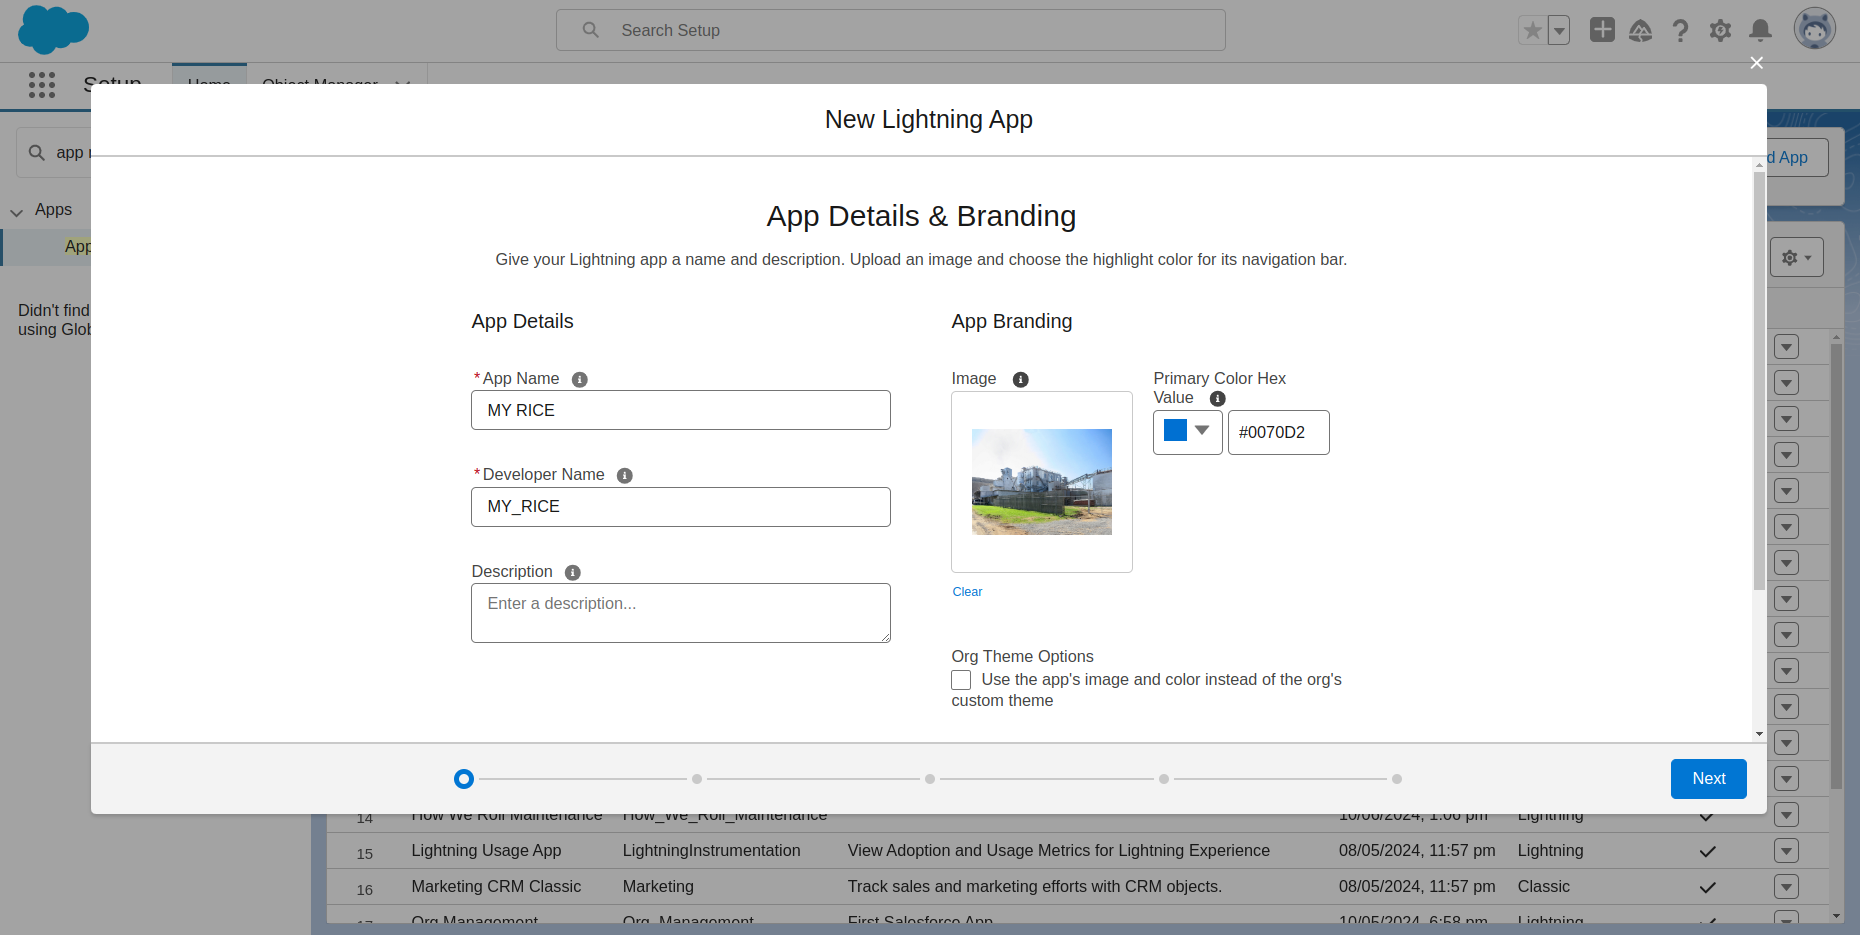 Search Setup
Setup
Home
Object Manager
New Lightning App
app
d App
App Details & Branding
Apps
App
Give your Lightning app a name and description. Upload an image and choose the highlight color for its navigation bar.
Didn't find
using Glob
App Details
App Branding
*App Name
Image
Primary Color Hex
Value
MY RICE
#0070D2
*Developer Name
MY_RICE
Description
Enter a description...
Clear
Org Theme Options
Use the app's image and color instead of the org's
custom theme
Next
14 How We Roll Maintenance How_We_Roll_Maintenance 10/06/2024, 1:06 pm Lightning
15 Lightning Usage App LightningInstrumentation View Adoption and Usage Metrics for Lightning Experience 08/05/2024, 11:57 pm Lightning
16 Marketing CRM Classic Marketing Track sales and marketing efforts with CRM objects. 08/05/2024, 11:57 pm Classic
17 Org Management Org_Management First Salesforce App 10/05/2024, 6:58 pm Lightning